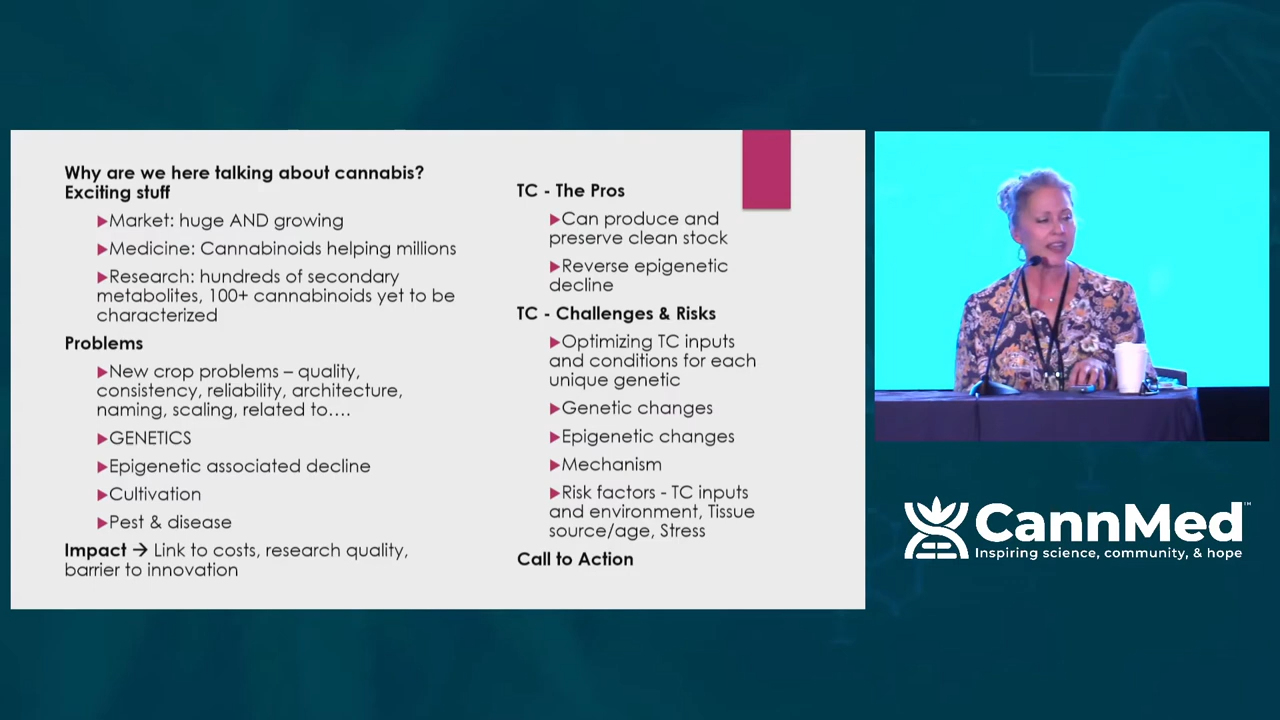 Why are we here talking about cannabis?
Exciting stuff
▶Market: huge AND growing
▶Medicine: Cannabinoids helping millions
▶Research: hundreds of secondary
metabolites, 100+ cannabinoids yet to be
characterized
Problems
▶New crop problems – quality,
consistency, reliability, architecture,
naming, scaling, related to....
▶GENETICS
▶Epigenetic associated decline
▶Cultivation
▶Pest & disease
Impact → Link to costs, research quality,
barrier to innovation
TC - The Pros
▶Can produce and
preserve clean stock
▶Reverse epigenetic
decline
TC - Challenges & Risks
▶Optimizing TC inputs
and conditions for each
unique genetic
▶Genetic changes
▶Epigenetic changes
▶Mechanism
▶Risk factors - TC inputs
and environment, Tissue
source/age, Stress
Call to Action
CannMed™
Inspiring science, community, & hope